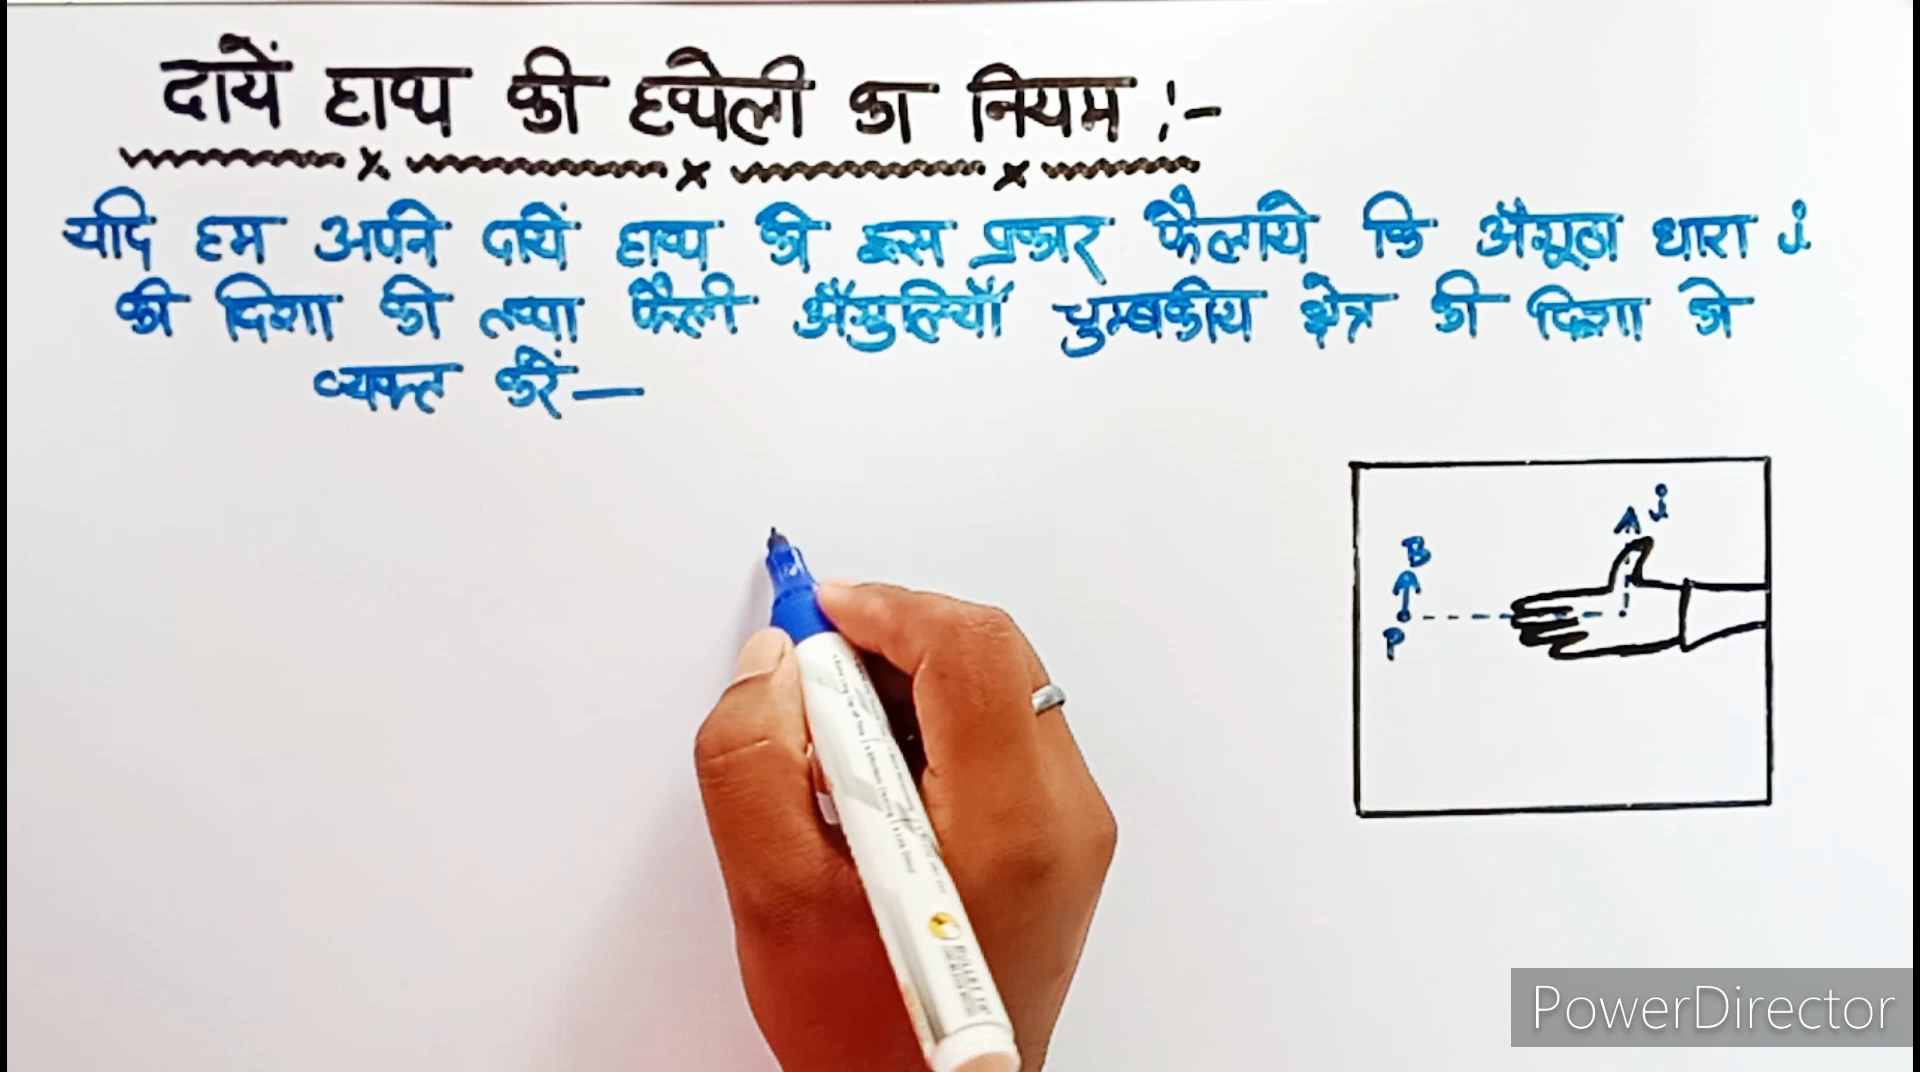 दायें हाथ की हथेली का नियम :-
यदि हम अपने दायें हाथ को इस प्रकार फैलाये कि अँगूठा धारा i
की दिशा की तथा फैली अँगुलियाँ चुम्बकीय क्षेत्र की दिशा को
व्यक्त करें—
i
B
P
PowerDirector